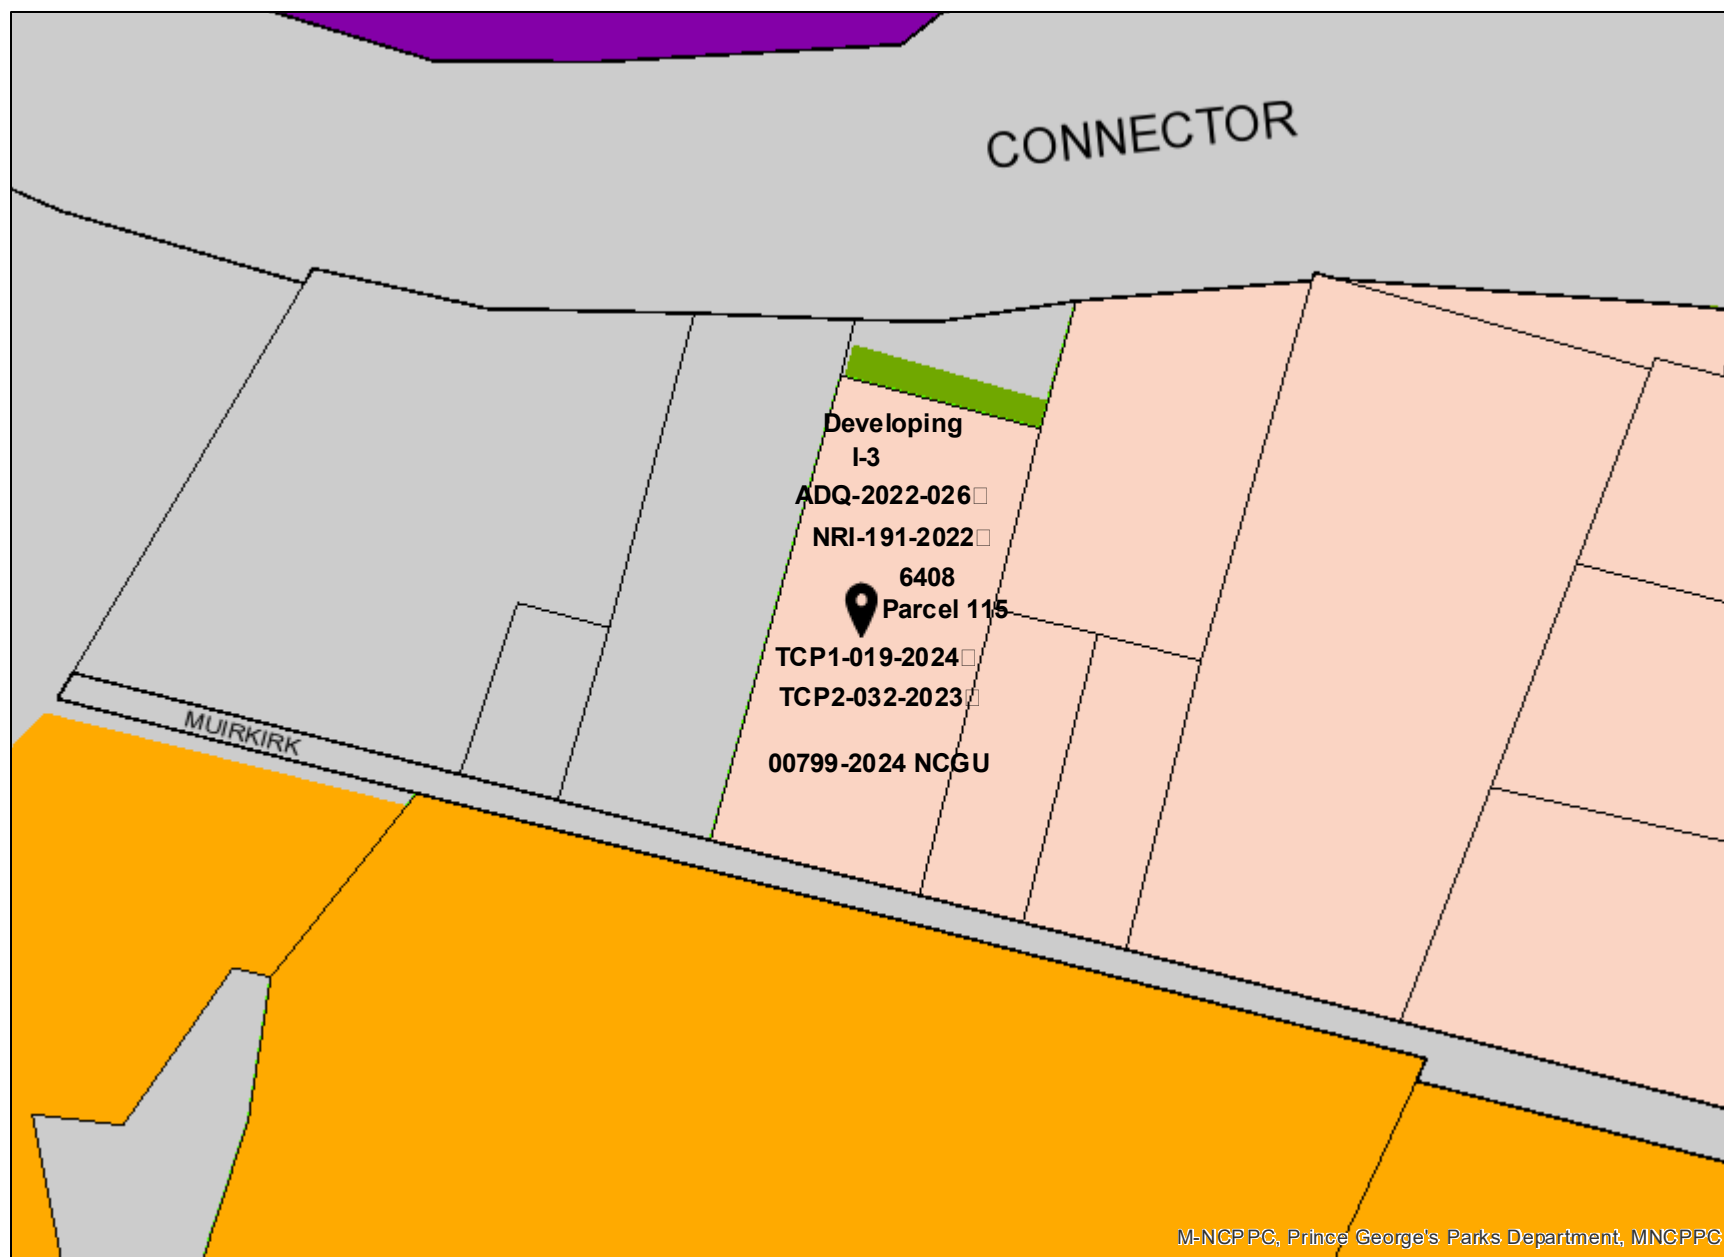 CONNECTOR
Developing
I-3
ADQ-2022-026
NRI-191-2022
6408
Parcel 115
TCP1-019-2024
TCP2-032-2023
MUIRKIRK
00799-2024 NCGU
M-NCPPC, Prince George's Parks Department, MNCPPC